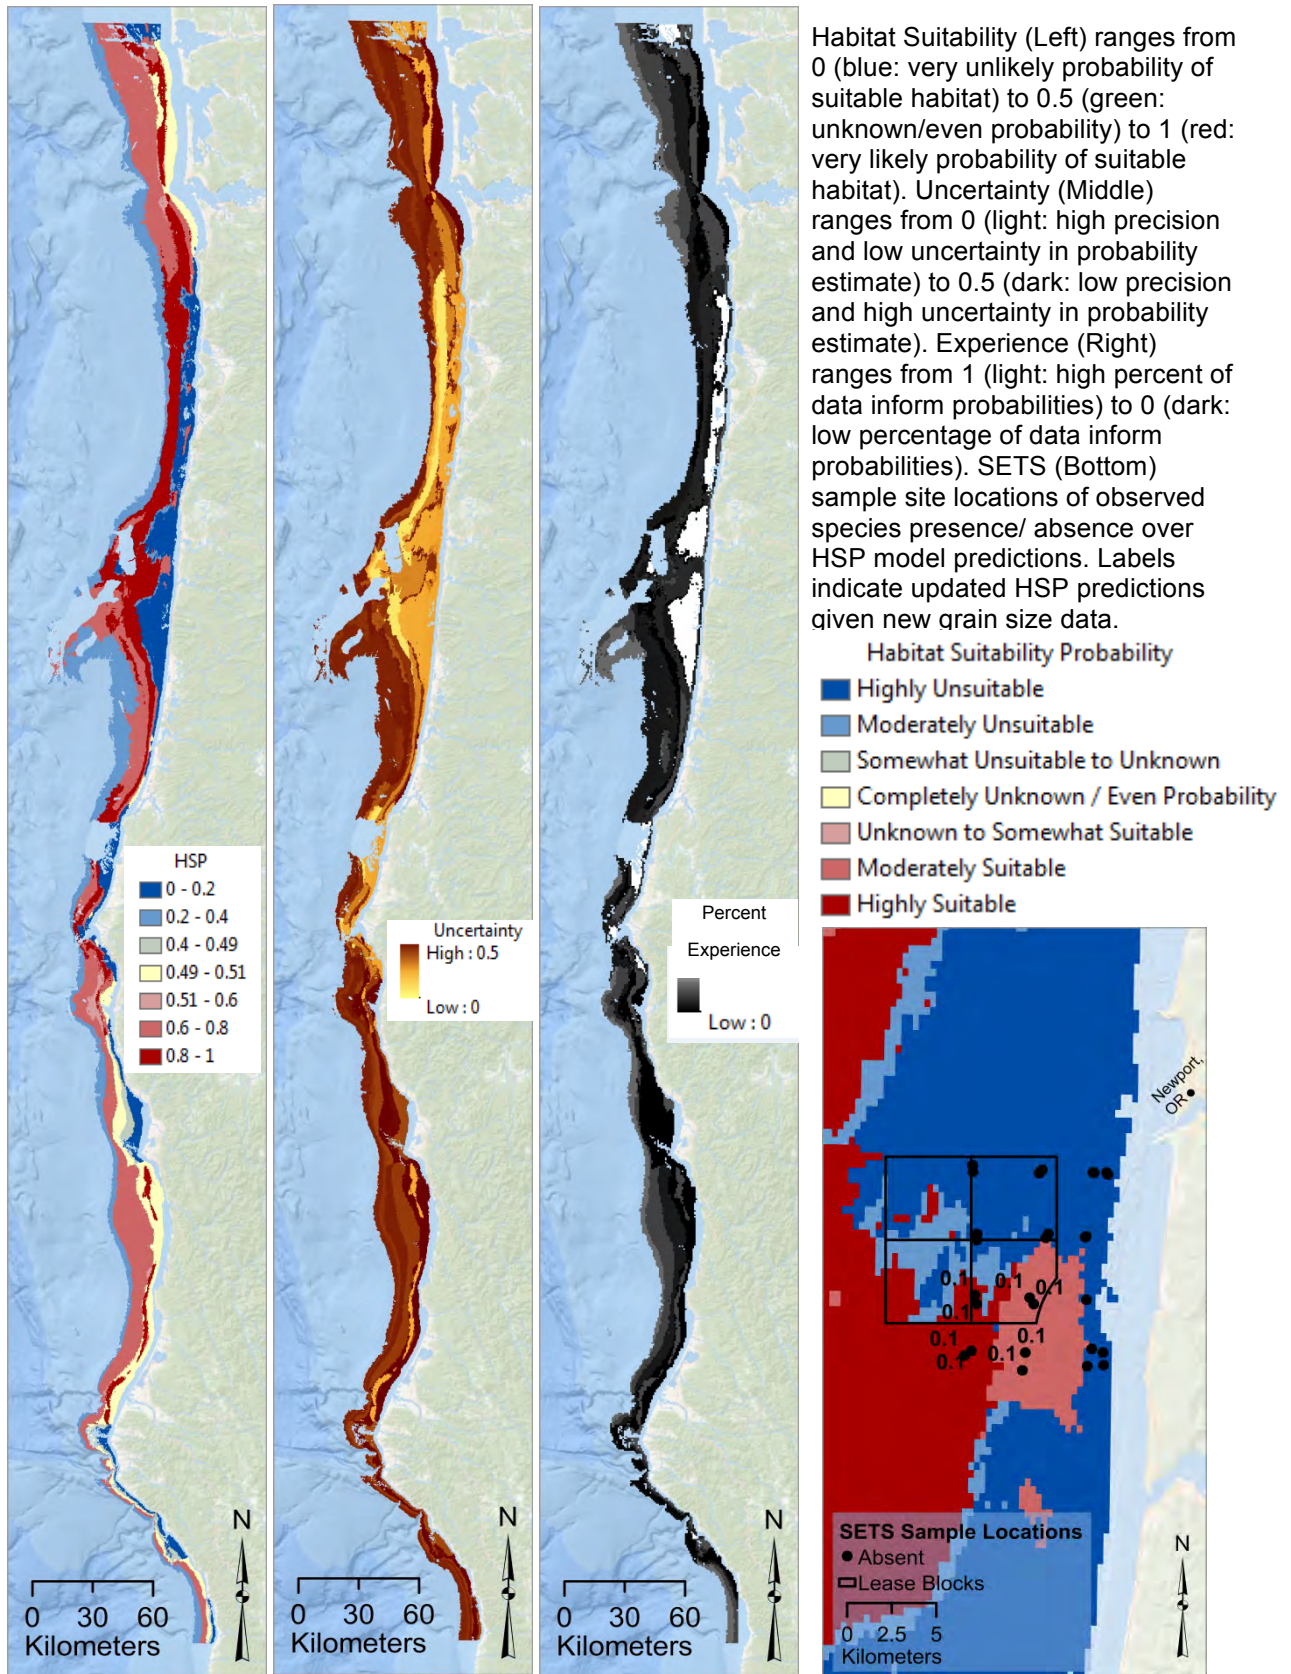 Habitat Suitability (Left) ranges from
0 (blue: very unlikely probability of
suitable habitat) to 0.5 (green:
unknown/even probability) to 1 (red:
very likely probability of suitable
habitat). Uncertainty (Middle)
ranges from 0 (light: high precision
and low uncertainty in probability
estimate) to 0.5 (dark: low precision
and high uncertainty in probability
estimate). Experience (Right)
ranges from 1 (light: high percent of
data inform probabilities) to 0 (dark:
low percentage of data inform
probabilities). SETS (Bottom)
sample site locations of observed
species presence/ absence over
HSP model predictions. Labels
indicate updated HSP predictions
given new grain size data.
Habitat Suitability Probability
Highly Unsuitable
Moderately Unsuitable
Somewhat Unsuitable to Unknown
Completely Unknown / Even Probability
Unknown to Somewhat Suitable
Moderately Suitable
Highly Suitable
HSP
0 - 0.2
0.2 - 0.4
0.4 - 0.49
0.49 - 0.51
0.51 - 0.6
0.6 - 0.8
0.8 - 1
N
0 30 60
Kilometers
Uncertainty
High : 0.5
Low : 0
N
0 30 60
Kilometers
Percent
Experience
Low : 0
N
0 30 60
Kilometers
Newport,
OR
0.1
0.1
0.1
0.1
0.1
0.1
0.1
0.1
SETS Sample Locations
Absent
Lease Blocks
0 2.5 5
Kilometers
N